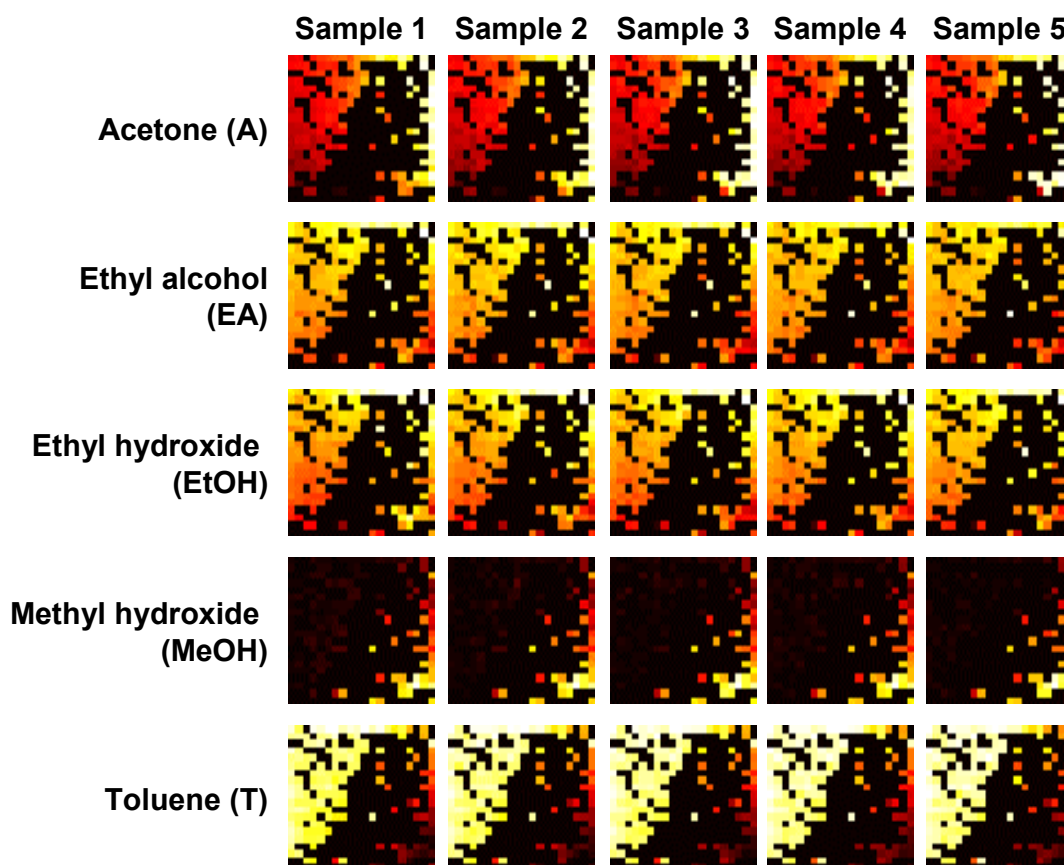 Sample 1 Sample 2 Sample 3 Sample 4 Sample 5
Acetone (A)
Ethyl alcohol
(EA)
Ethyl hydroxide
(EtOH)
Methyl hydroxide
(MeOH)
Toluene (T)